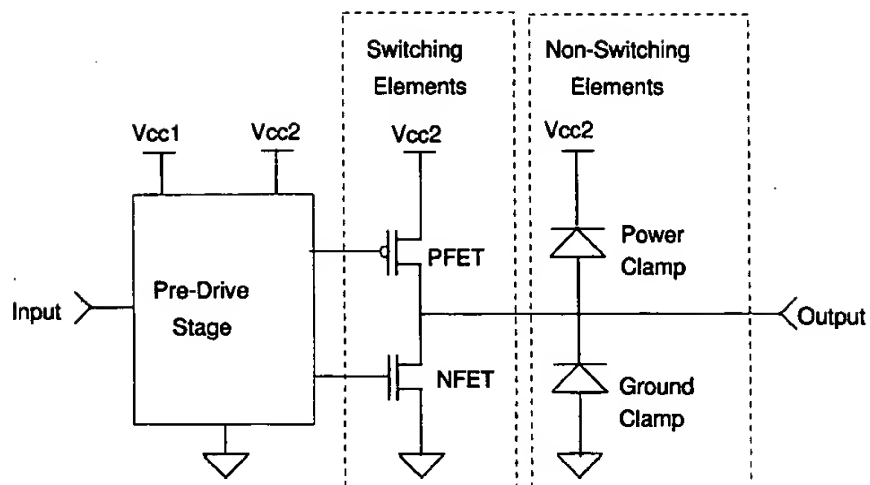 Switching
Elements
Non-Switching
Elements
Vcc1
Vcc2
Vcc2
Vcc2
PFET
Power
Clamp
Input
Pre-Drive
Stage
Output
NFET
Ground
Clamp